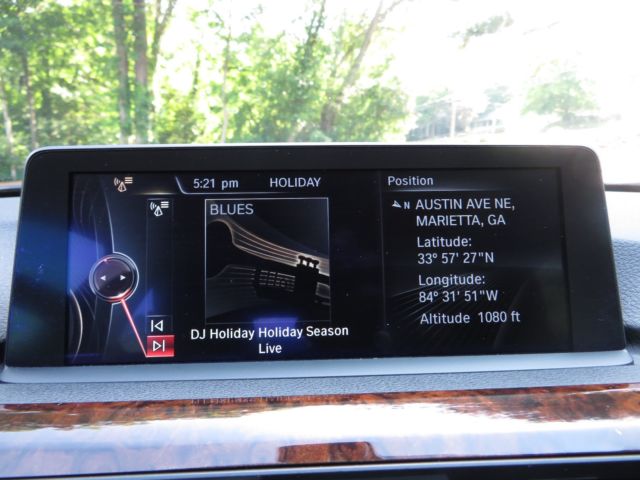 5:21 pm
HOLIDAY
BLUES
DJ Holiday Holiday Season
Live
Position
N AUSTIN AVE NE,
MARIETTA, GA
Latitude:
33° 57' 27"N
Longitude:
84° 31' 51"W
Altitude 1080 ft